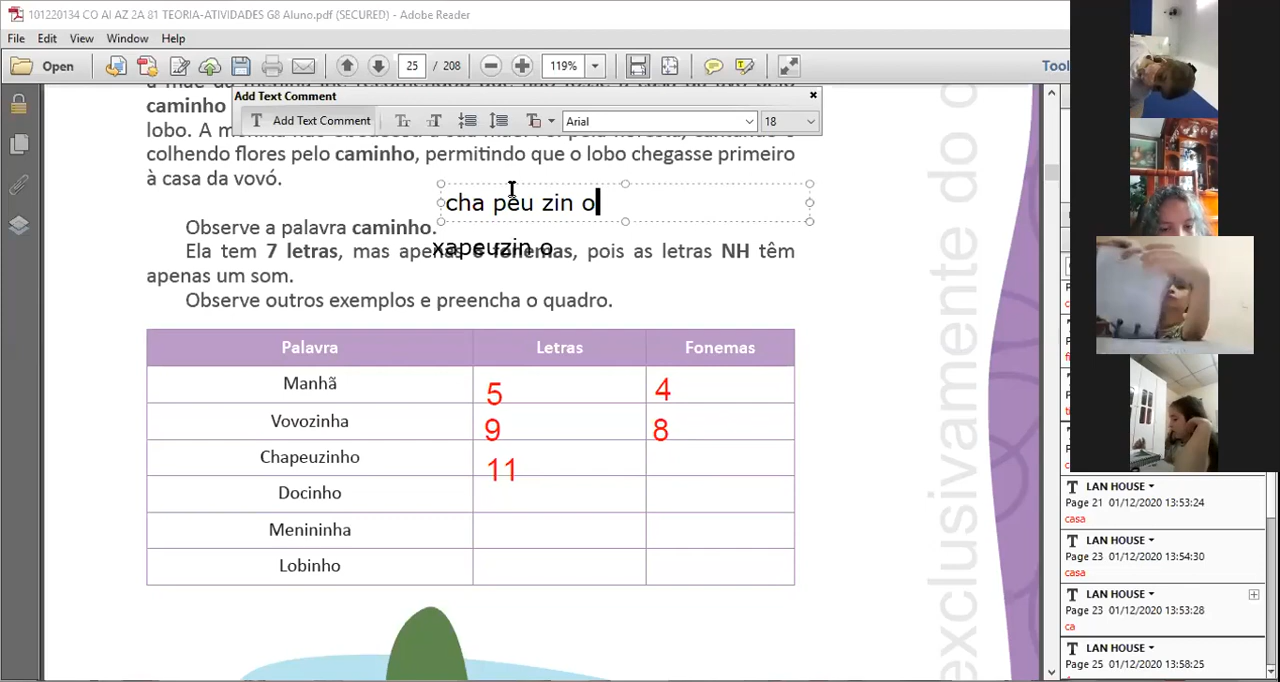 101220134 CO AI AZ 2A 81 TEORIA-ATIVIDADES G8 Aluno.pdf (SECURED) - Adobe Reader
File Edit View Window Help
Open 25 / 208 119% Tool
Add Text Comment
Add Text Comment Arial 18
caminho
lobo. A
colhendo flores pelo caminho, permitindo que o lobo chegasse primeiro
à casa da vovó.
cha peu zin o
Observe a palavra caminho.
xapeuzin o
Ela tem 7 letras, mas apenas fonemas, pois as letras NH têm
apenas um som.
Observe outros exemplos e preencha o quadro.
Palavra Letras Fonemas
Manhã 5 4
Vovozinha 9 8
Chapeuzinho 11
Docinho
Menininha
Lobinho
exclusivamente do
LAN HOUSE
Page 21 01/12/2020 13:53:24
casa
LAN HOUSE
Page 23 01/12/2020 13:54:30
casa
LAN HOUSE
Page 23 01/12/2020 13:53:28
ca
LAN HOUSE
Page 25 01/12/2020 13:58:25